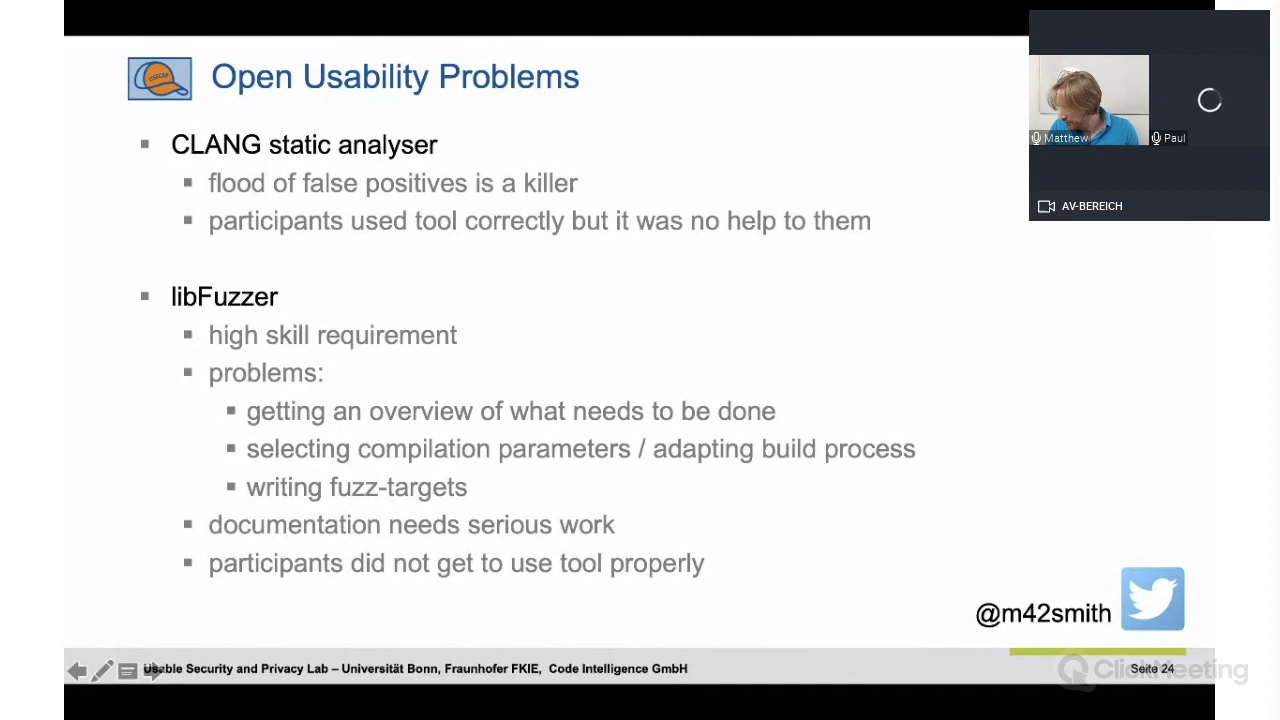 USECAP
Open Usability Problems
CLANG static analyser
flood of false positives is a killer
participants used tool correctly but it was no help to them
libFuzzer
high skill requirement
problems:
getting an overview of what needs to be done
selecting compilation parameters / adapting build process
writing fuzz-targets
documentation needs serious work
participants did not get to use tool properly
@m42smith
Usable Security and Privacy Lab – Universität Bonn, Fraunhofer FKIE, Code Intelligence GmbH
Seite 24
ClickMeeting
Matthew
Paul
AV-BEREICH